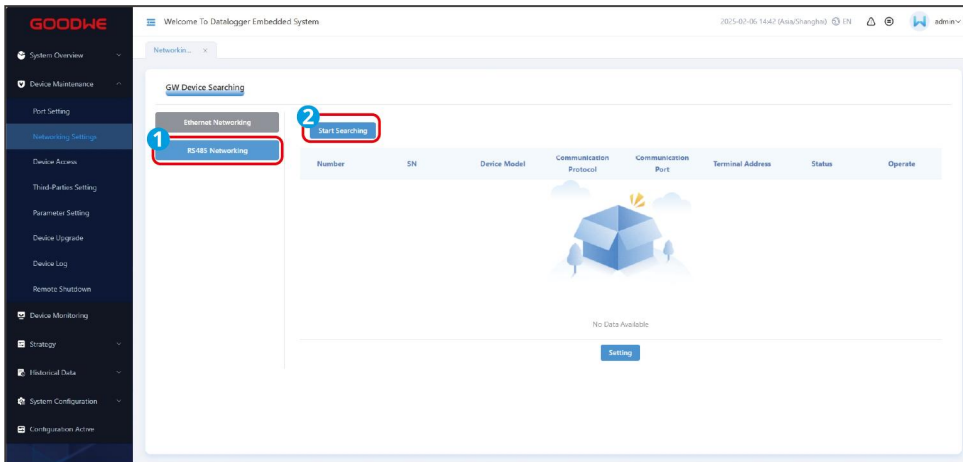 GOODWE
Welcome To Datalogger Embedded System
2025-02-06 14:42 (Asia/Shanghai)
EN
admin
System Overview
Networkin... ×
Device Maintenance
GW Device Searching
Port Setting
Ethernet Networking
2
Start Searching
Networking Settings
1
RS485 Networking
Device Access
Number
SN
Device Model
Communication Protocol
Communication Port
Terminal Address
Status
Operate
Third-Parties Setting
Parameter Setting
Device Upgrade
Device Log
Remote Shutdown
Device Monitoring
No Data Available
Strategy
Setting
Historical Data
System Configuration
Configuration Active